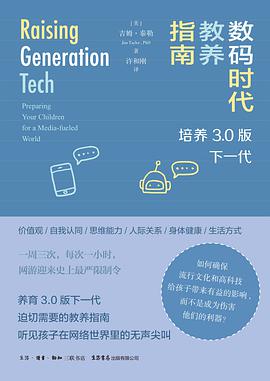 Raising
Generation
Tech
Preparing
Your Children
for a Media-fueled
World
[美]
吉姆·泰勒
Jim Taylor, PhD
著
许和刚
译
数码时代
教养
指南
培养 3.0 版
下一代
价值观 / 自我认同 / 思维能力 / 人际关系 / 身体健康 / 生活方式
一周三次，每次一小时，
网游迎来史上最严限制令
养育 3.0 版下一代
迫切需要的教养指南
听见孩子在网络世界里的无声尖叫
如何确保
流行文化和高科技
给孩子带来有益的影响，
而不是成为伤害
他们的利器？
生活·读书·新知 三联书店
生活书店出版有限公司